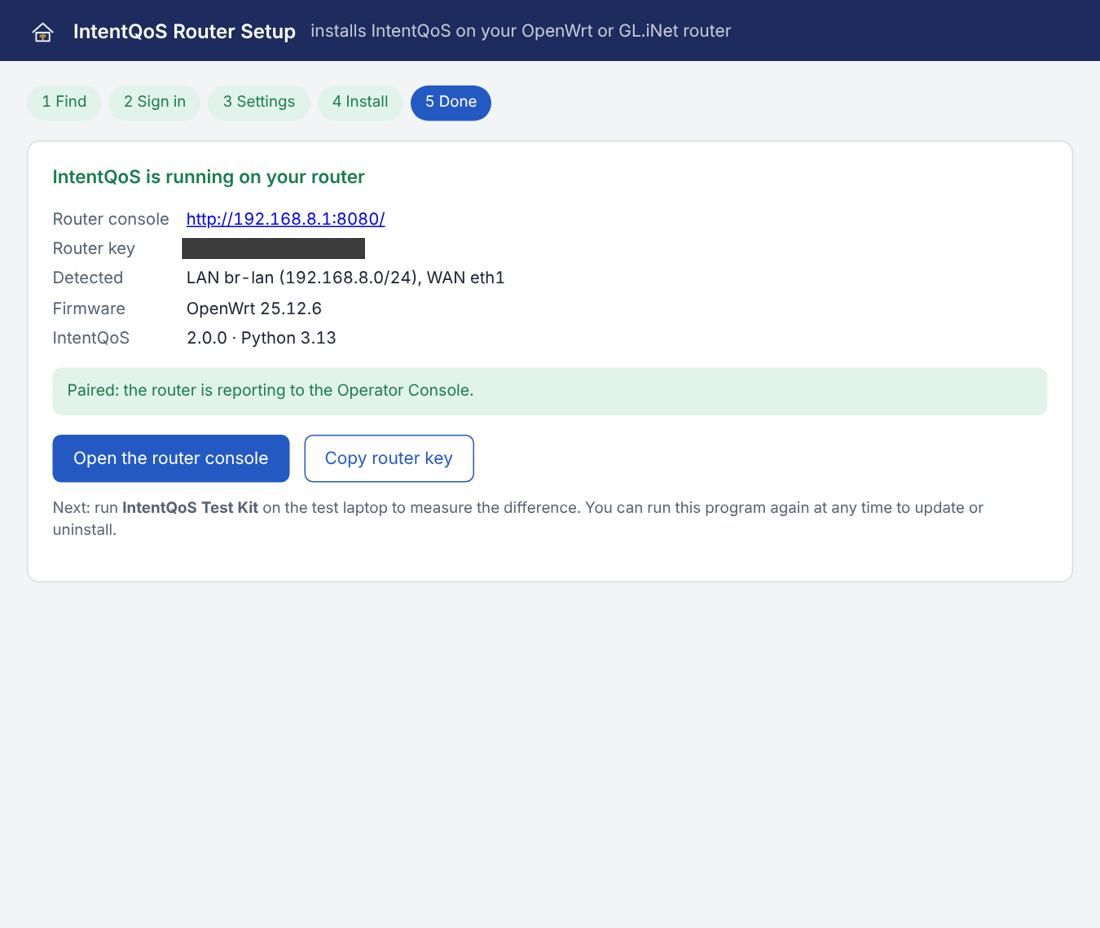 IntentQoS Router Setup installs IntentQoS on your OpenWrt or GL.iNet router
1 Find 2 Sign in 3 Settings 4 Install 5 Done
IntentQoS is running on your router
Router console http://192.168.8.1:8080/
Router key
Detected LAN br-lan (192.168.8.0/24), WAN eth1
Firmware OpenWrt 25.12.6
IntentQoS 2.0.0 · Python 3.13
Paired: the router is reporting to the Operator Console.
Open the router console Copy router key
Next: run IntentQoS Test Kit on the test laptop to measure the difference. You can run this program again at any time to update or
uninstall.